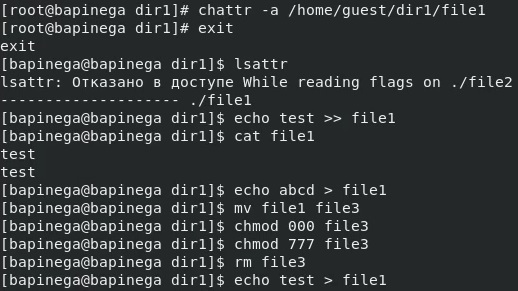 [root@bapinega dir1]# chattr -a /home/guest/dir1/file1
[root@bapinega dir1]# exit
exit
[bapinega@bapinega dir1]$ lsattr
lsattr: Отказано в доступе While reading flags on ./file2
-------------------- ./file1
[bapinega@bapinega dir1]$ echo test >> file1
[bapinega@bapinega dir1]$ cat file1
test
test
[bapinega@bapinega dir1]$ echo abcd > file1
[bapinega@bapinega dir1]$ mv file1 file3
[bapinega@bapinega dir1]$ chmod 000 file3
[bapinega@bapinega dir1]$ chmod 777 file3
[bapinega@bapinega dir1]$ rm file3
[bapinega@bapinega dir1]$ echo test > file1